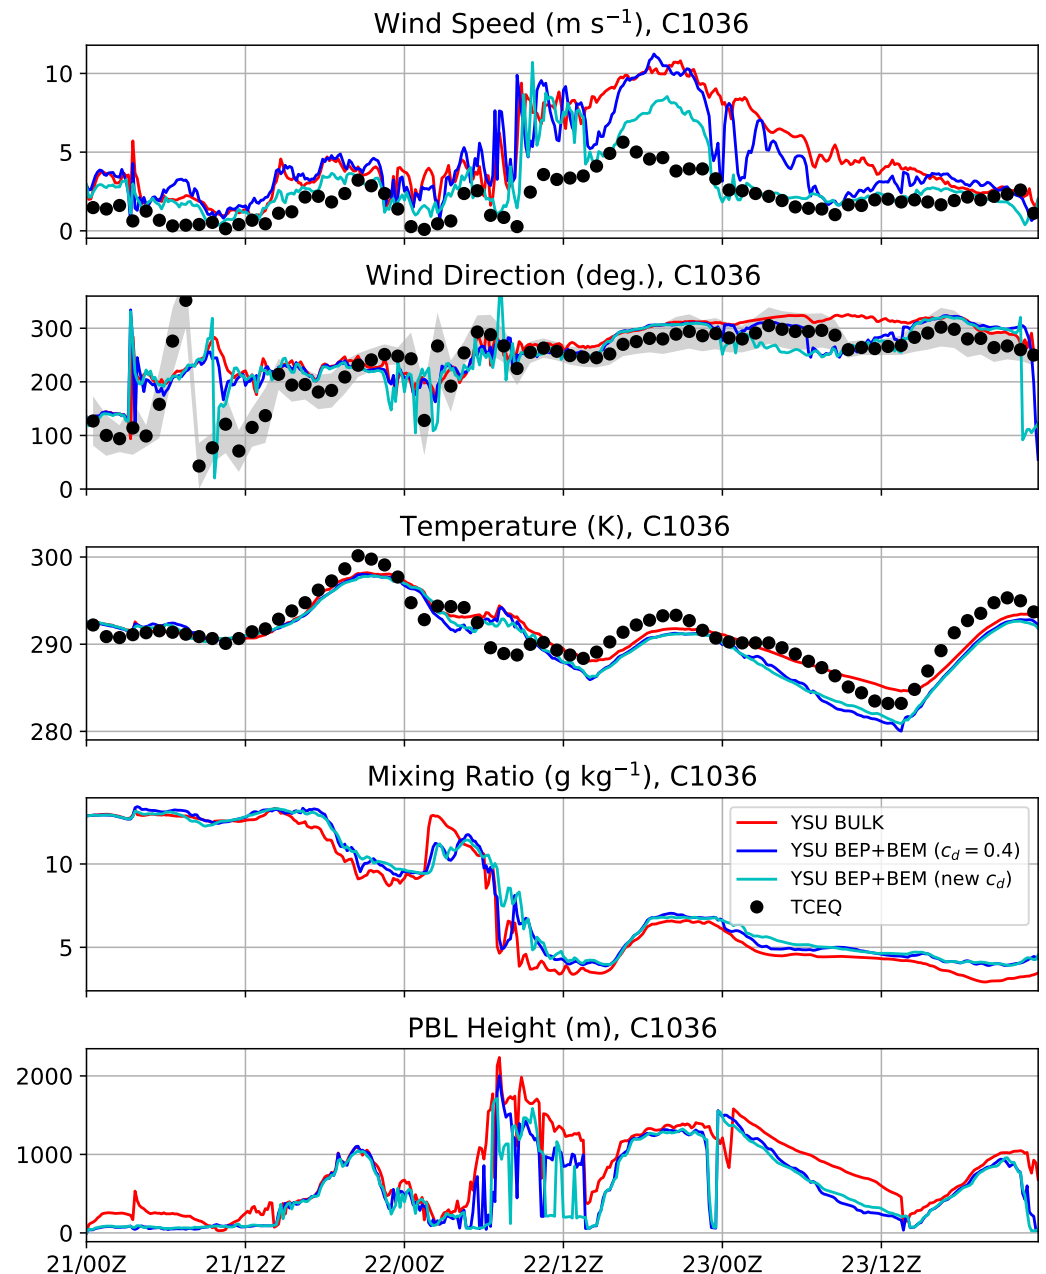 Wind Speed (m s⁻¹), C1036
10
5
0
Wind Direction (deg.), C1036
300
200
100
0
Temperature (K), C1036
300
290
280
Mixing Ratio (g kg⁻¹), C1036
10
5
YSU BULK
YSU BEP+BEM (c_d = 0.4)
YSU BEP+BEM (new c_d)
TCEQ
PBL Height (m), C1036
2000
1000
0
21/00Z 21/12Z 22/00Z 22/12Z 23/00Z 23/12Z